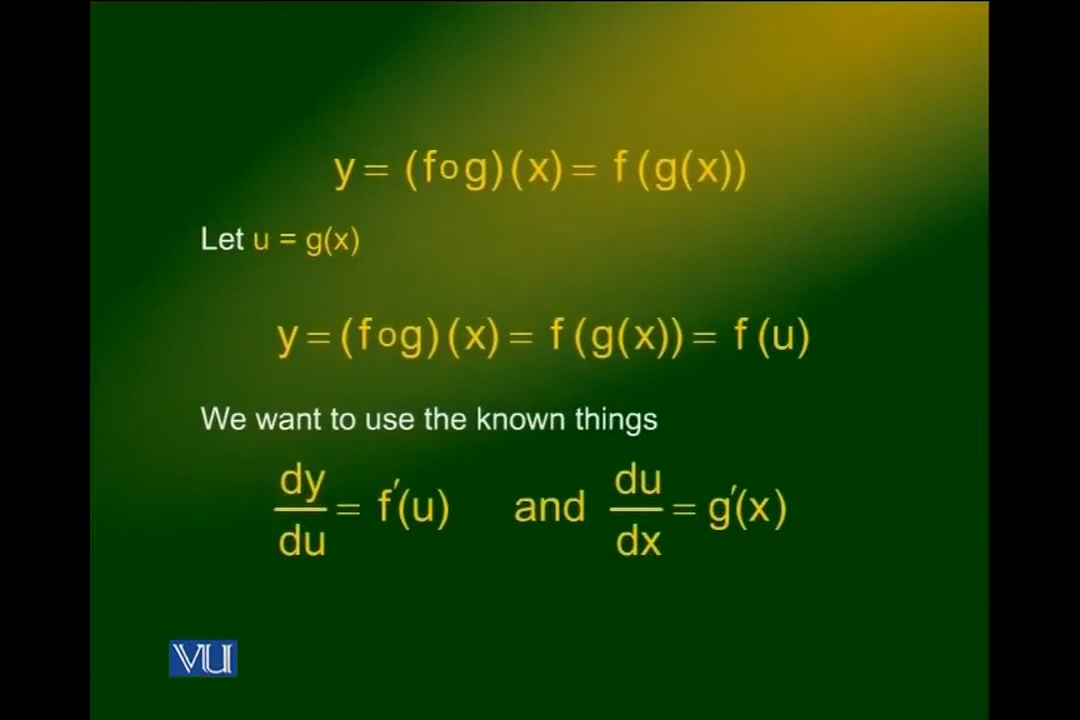 y = (f o g) (x) = f (g(x))
Let u = g(x)
y = (f o g) (x) = f (g(x)) = f (u)
We want to use the known things
dy/du = f′(u) and du/dx = g′(x)
VU